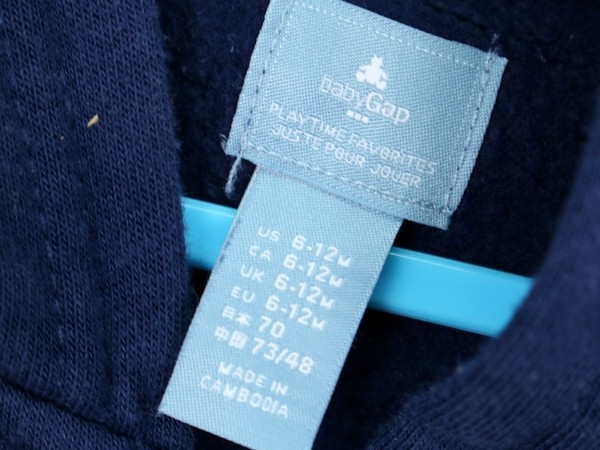 babyGap
PLAYTIME FAVORITES
JUSTE POUR JOUER
US 6-12M
CA 6-12M
UK 6-12M
EU 6-12M
日本 70
中国 73/48
MADE IN
CAMBODIA